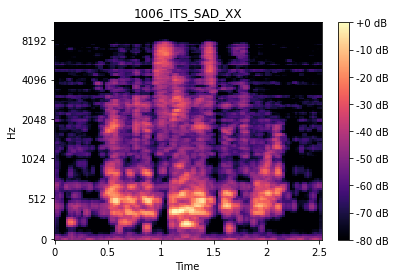 1006_ITS_SAD_XX
+0 dB
8192
-10 dB
4096
-20 dB
-30 dB
2048
Hz
-40 dB
1024
-50 dB
512
-60 dB
-70 dB
0
-80 dB
0 0.5 1 1.5 2 2.5
Time